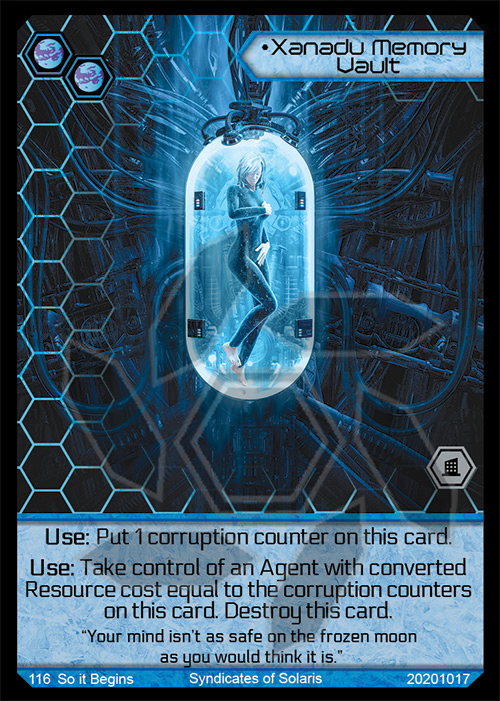 •Xanadu Memory
Vault
Use: Put 1 corruption counter on this card.
Use: Take control of an Agent with converted
Resource cost equal to the corruption counters
on this card. Destroy this card.
“Your mind isn't as safe on the frozen moon
as you would think it is.”
116 So it Begins Syndicates of Solaris 20201017